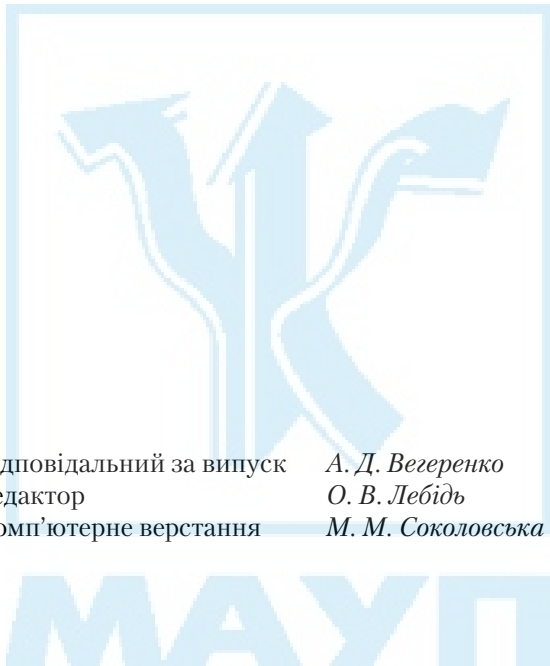 дповідальний за випуск А. Д. Вегеренко
едактор О. В. Лебідь
омп’ютерне верстання М. М. Соколовська
МАУП